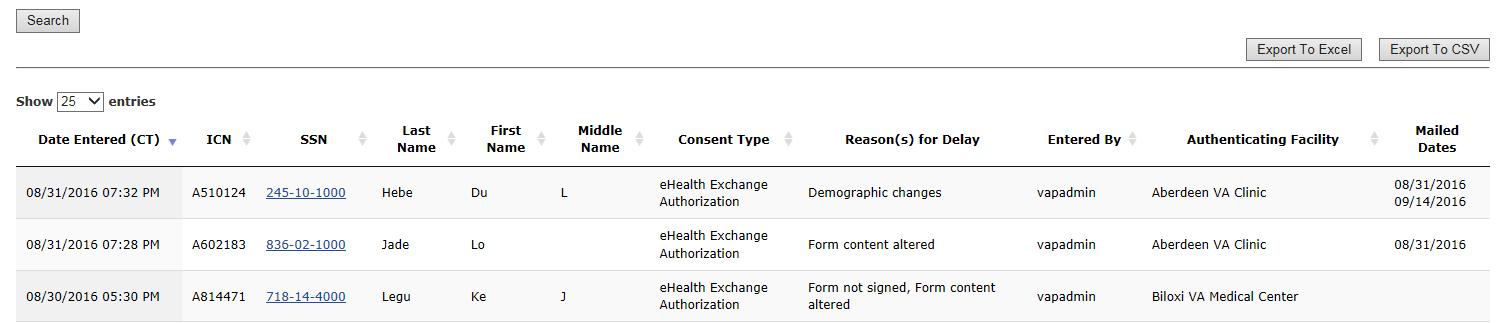 Search
Export To Excel Export To CSV
Show 25 entries
Date Entered (CT) ICN SSN Last Name First Name Middle Name Consent Type Reason(s) for Delay Entered By Authenticating Facility Mailed Dates
08/31/2016 07:32 PM A510124 245-10-1000 Hebe Du L eHealth Exchange Authorization Demographic changes vapadmin Aberdeen VA Clinic 08/31/2016 09/14/2016
08/31/2016 07:28 PM A602183 836-02-1000 Jade Lo eHealth Exchange Authorization Form content altered vapadmin Aberdeen VA Clinic 08/31/2016
08/30/2016 05:30 PM A814471 718-14-4000 Legu Ke J eHealth Exchange Authorization Form not signed, Form content altered vapadmin Biloxi VA Medical Center